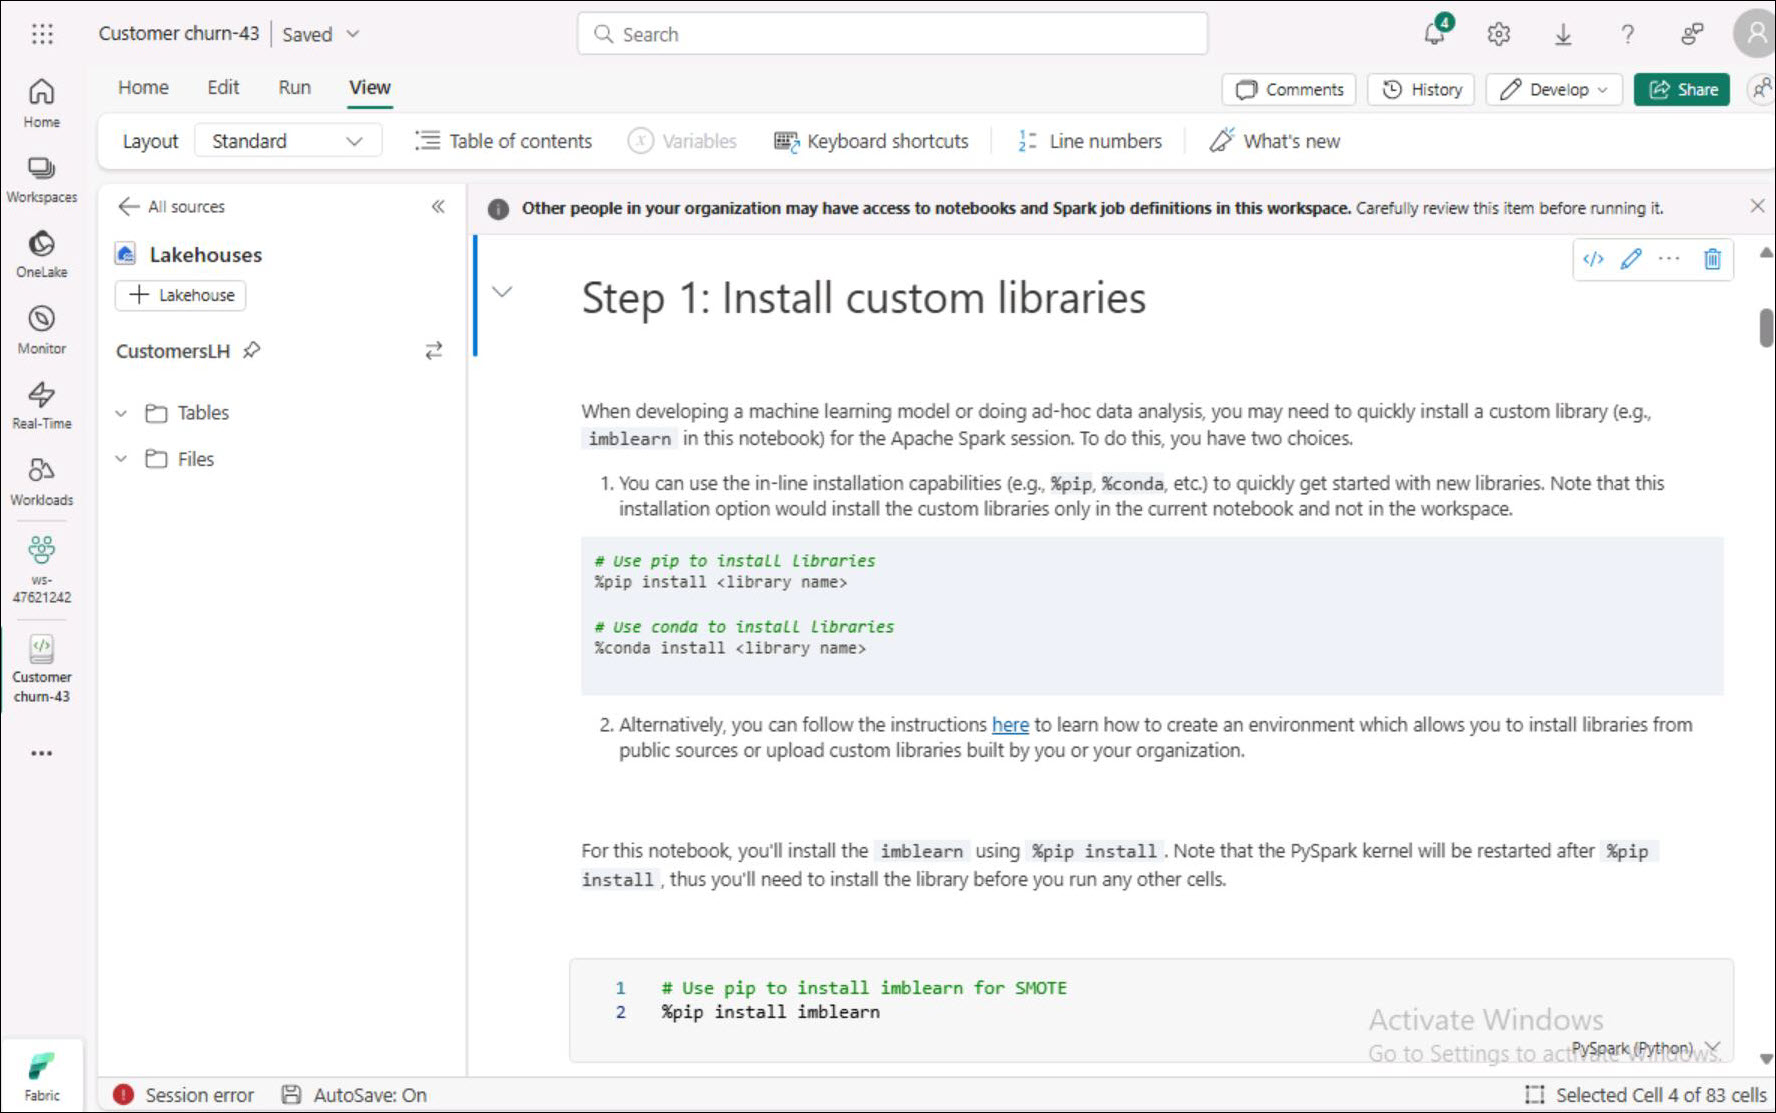 Customer churn-43
Saved
Search
4
Home
Edit
Run
View
Comments
History
Develop
Share
Layout
Standard
Table of contents
Variables
Keyboard shortcuts
Line numbers
What's new
Home
Workspaces
OneLake
Monitor
Real-Time
Workloads
ws-
47621242
Customer
churn-43
Fabric
All sources
Lakehouses
Lakehouse
CustomersLH
Tables
Files
Other people in your organization may have access to notebooks and Spark job definitions in this workspace. Carefully review this item before running it.
Step 1: Install custom libraries
When developing a machine learning model or doing ad-hoc data analysis, you may need to quickly install a custom library (e.g.,
imblearn in this notebook) for the Apache Spark session. To do this, you have two choices.
1. You can use the in-line installation capabilities (e.g., %pip, %conda, etc.) to quickly get started with new libraries. Note that this
installation option would install the custom libraries only in the current notebook and not in the workspace.
# Use pip to install libraries
%pip install <library name>
# Use conda to install libraries
%conda install <library name>
2. Alternatively, you can follow the instructions here to learn how to create an environment which allows you to install libraries from
public sources or upload custom libraries built by you or your organization.
For this notebook, you'll install the imblearn using %pip install. Note that the PySpark kernel will be restarted after %pip
install, thus you'll need to install the library before you run any other cells.
1 # Use pip to install imblearn for SMOTE
2 %pip install imblearn
Activate Windows
Go to Settings to activate Windows.
PySpark (Python)
Session error
AutoSave: On
Selected Cell 4 of 83 cells